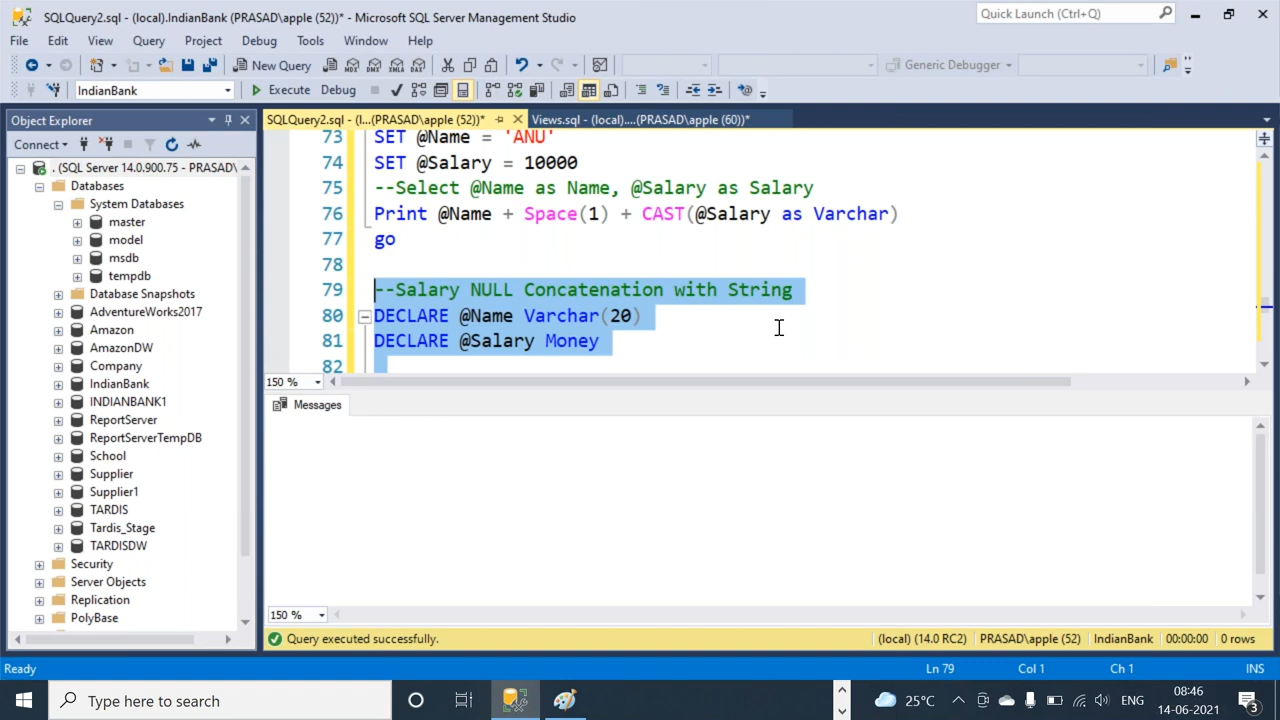 SQLQuery2.sql - (local).IndianBank (PRASAD\apple (52))* - Microsoft SQL Server Management Studio
Quick Launch (Ctrl+Q)
File Edit View Query Project Debug Tools Window Help
New Query
Generic Debugger
IndianBank
Execute Debug
Object Explorer
SQLQuery2.sql - (l...(PRASAD\apple (52))*
Views.sql - (local)....(PRASAD\apple (60))*
Connect
. (SQL Server 14.0.900.75 - PRASAD\
Databases
System Databases
master
model
msdb
tempdb
Database Snapshots
AdventureWorks2017
Amazon
AmazonDW
Company
IndianBank
INDIANBANK1
ReportServer
ReportServerTempDB
School
Supplier
Supplier1
TARDIS
Tardis_Stage
TARDISDW
Security
Server Objects
Replication
PolyBase
73 SET @Name = 'ANU'
74 SET @Salary = 10000
75 --Select @Name as Name, @Salary as Salary
76 Print @Name + Space(1) + CAST(@Salary as Varchar)
77 go
78
79 --Salary NULL Concatenation with String
80 DECLARE @Name Varchar(20)
81 DECLARE @Salary Money
82
150 %
Messages
150 %
Query executed successfully.
(local) (14.0 RC2) PRASAD\apple (52) IndianBank 00:00:00 0 rows
Ready
Ln 79 Col 1 Ch 1 INS
Type here to search
25°C
ENG
08:46
14-06-2021
3